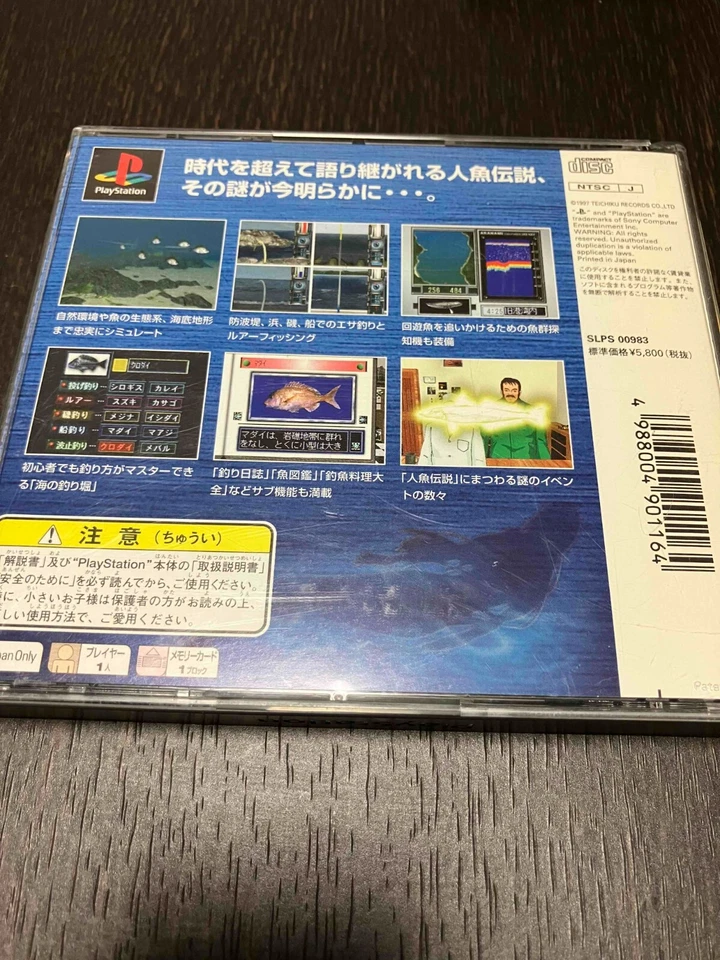 PlayStation
時代を超えて語り継がれる人魚伝説、
その謎が今明らかに・・・。
自然環境や魚の生態系、海底地形
まで忠実にシミュレート
防波堤、浜、磯、船でのエサ釣りと
ルアーフィッシング
256 484
回遊魚を追いかけるための魚群探
知機も装備
クロダイ
投げ釣り… シロギス カレイ
ルアー… スズキ カサゴ
磯釣り… メジナ イシダイ
船釣り… マダイ マアジ
波止釣り… クロダイ メバル
初心者でも釣り方がマスターでき
る「海の釣り堀」
マダイ
マダイは、岩礁地帯に群れ
をなし、とくに小型は大き
「釣り日誌」「魚図鑑」「釣魚料理大
全」などサブ機能も満載
「人魚伝説」にまつわる謎のイベン
トの数々
注意(ちゅうい)
「解説書」及び“PlayStation”本体の「取扱説明書」
安全のために」を必ず読んでから、ご使用ください。
に、小さいお子様は保護者の方がお読みの上、
しい使用方法で、ご愛用ください。
an Only
プレイヤー
1人
メモリーカード
1ブロック
COMPACT
disc
NTSC J
©1997 TEICHIKU RECORDS CO.,LTD
" " and "PlayStation" are
trademarks of Sony Computer
Entertainment Inc.
WARNING: All rights
reserved. Unauthorized
duplication is a violation of
applicable laws.
Printed in Japan
このディスクを権利者の許諾なく賃貸業
に使用することを禁止します。また、
ソフトに含まれるプログラム等著作物
を無断で解析することも禁止します。
SLPS 00983
標準価格¥5,800(税抜)
4 988004 901164
Pate